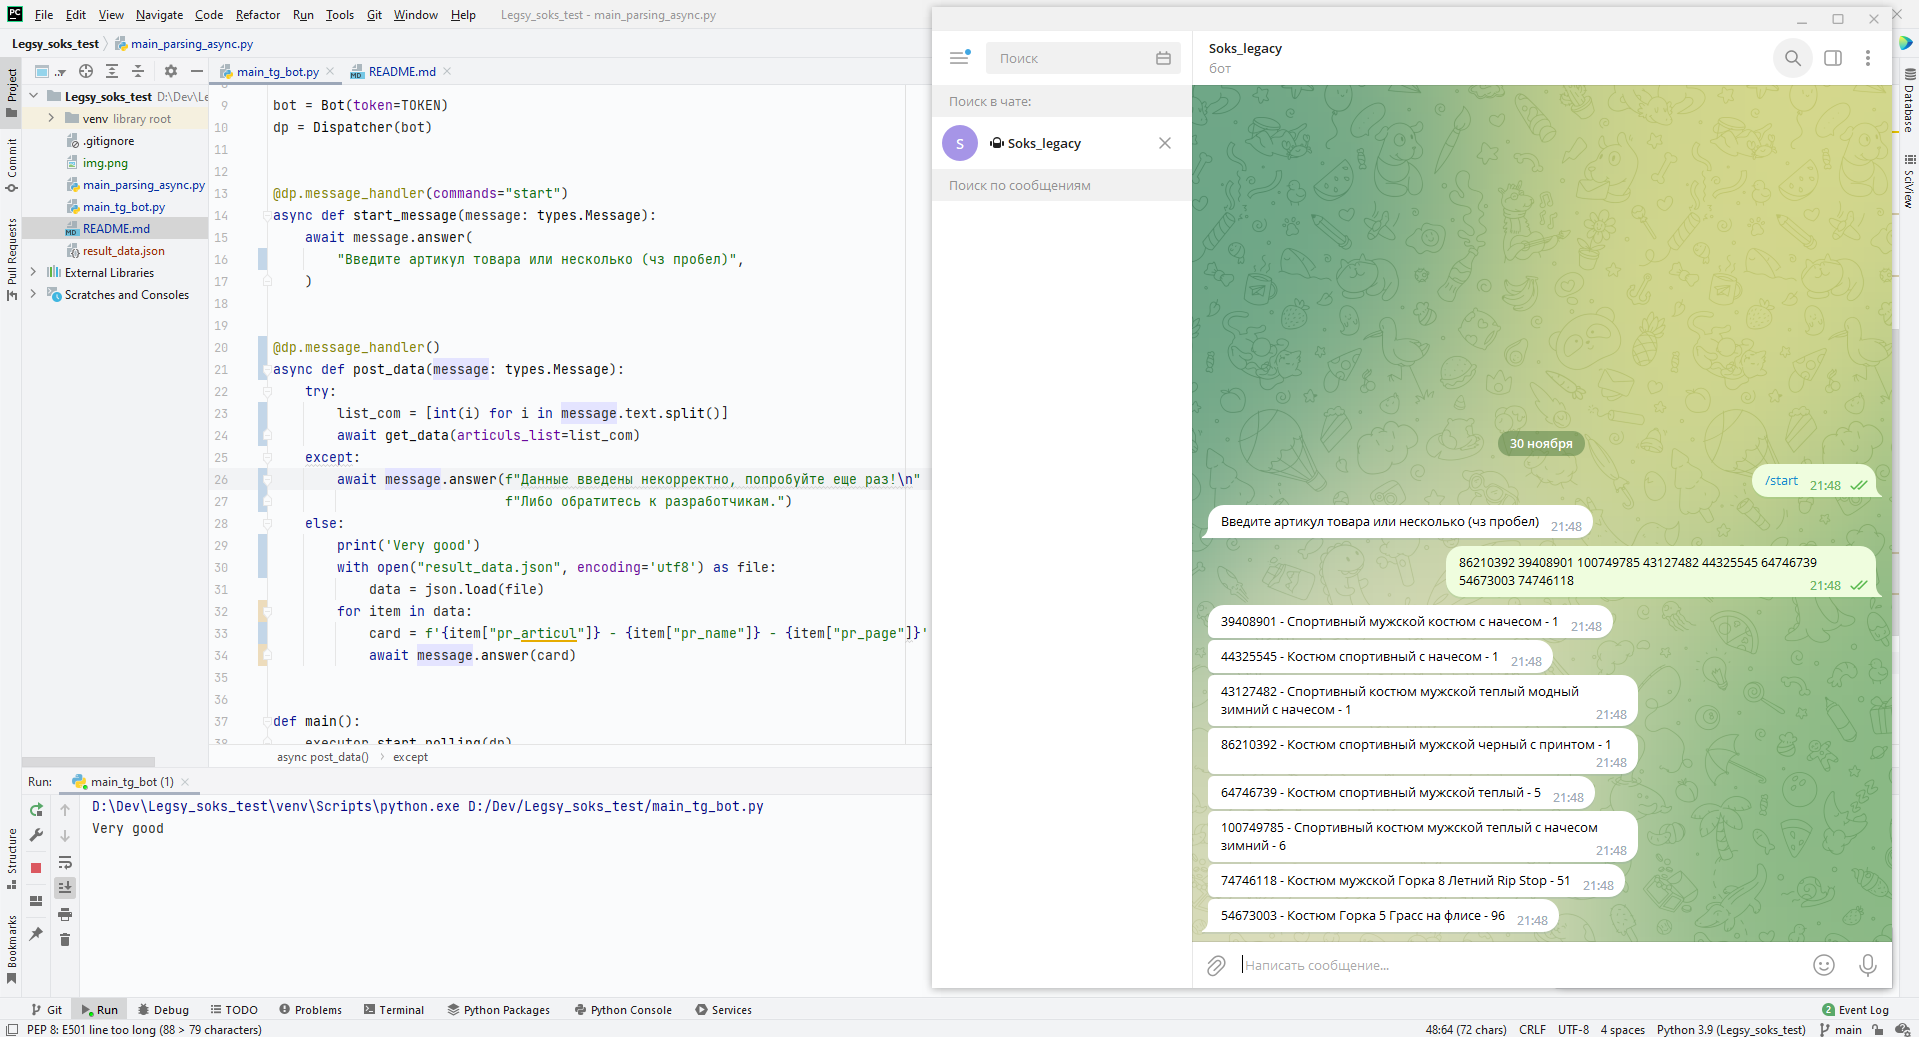 File Edit View Navigate Code Refactor Run Tools Git Window Help Legsy_soks_test - main_parsing_async.py
Legsy_soks_test main_parsing_async.py
Project
Commit
Pull Requests
Structure
Bookmarks
Legsy_soks_test D:\Dev\Le
venv library root
.gitignore
img.png
main_parsing_async.py
main_tg_bot.py
README.md
result_data.json
External Libraries
Scratches and Consoles
main_tg_bot.py README.md
9 bot = Bot(token=TOKEN)
10 dp = Dispatcher(bot)
11
12
13 @dp.message_handler(commands="start")
14 async def start_message(message: types.Message):
15 await message.answer(
16 "Введите артикул товара или несколько (чз пробел)",
17 )
18
19
20 @dp.message_handler()
21 async def post_data(message: types.Message):
22 try:
23 list_com = [int(i) for i in message.text.split()]
24 await get_data(articuls_list=list_com)
25 except:
26 await message.answer(f"Данные введены некорректно, попробуйте еще раз!\n"
27 f"Либо обратитесь к разработчикам.")
28 else:
29 print('Very good')
30 with open("result_data.json", encoding='utf8') as file:
31 data = json.load(file)
32 for item in data:
33 card = f'{item["pr_articul"]} - {item["pr_name"]} - {item["pr_page"]}'
34 await message.answer(card)
35
36
37 def main():
38 executor.start_polling(dp)
async post_data() except
Run: main_tg_bot (1)
D:\Dev\Legsy_soks_test\venv\Scripts\python.exe D:/Dev/Legsy_soks_test/main_tg_bot.py
Very good
Поиск
Поиск в чате:
S Soks_legacy
Поиск по сообщениям
Soks_legacy
бот
30 ноября
/start 21:48
Введите артикул товара или несколько (чз пробел) 21:48
86210392 39408901 100749785 43127482 44325545 64746739
54673003 74746118 21:48
39408901 - Спортивный мужской костюм с начесом - 1 21:48
44325545 - Костюм спортивный с начесом - 1 21:48
43127482 - Спортивный костюм мужской теплый модный
зимний с начесом - 1 21:48
86210392 - Костюм спортивный мужской черный с принтом - 1
21:48
64746739 - Костюм спортивный мужской теплый - 5 21:48
100749785 - Спортивный костюм мужской теплый с начесом
зимний - 6 21:48
74746118 - Костюм мужской Горка 8 Летний Rip Stop - 51 21:48
54673003 - Костюм Горка 5 Грасс на флисе - 96 21:48
Написать сообщение...
Database
SciView
Git Run Debug TODO Problems Terminal Python Packages Python Console Services 2 Event Log
PEP 8: E501 line too long (88 > 79 characters) 48:64 (72 chars) CRLF UTF-8 4 spaces Python 3.9 (Legsy_soks_test) main